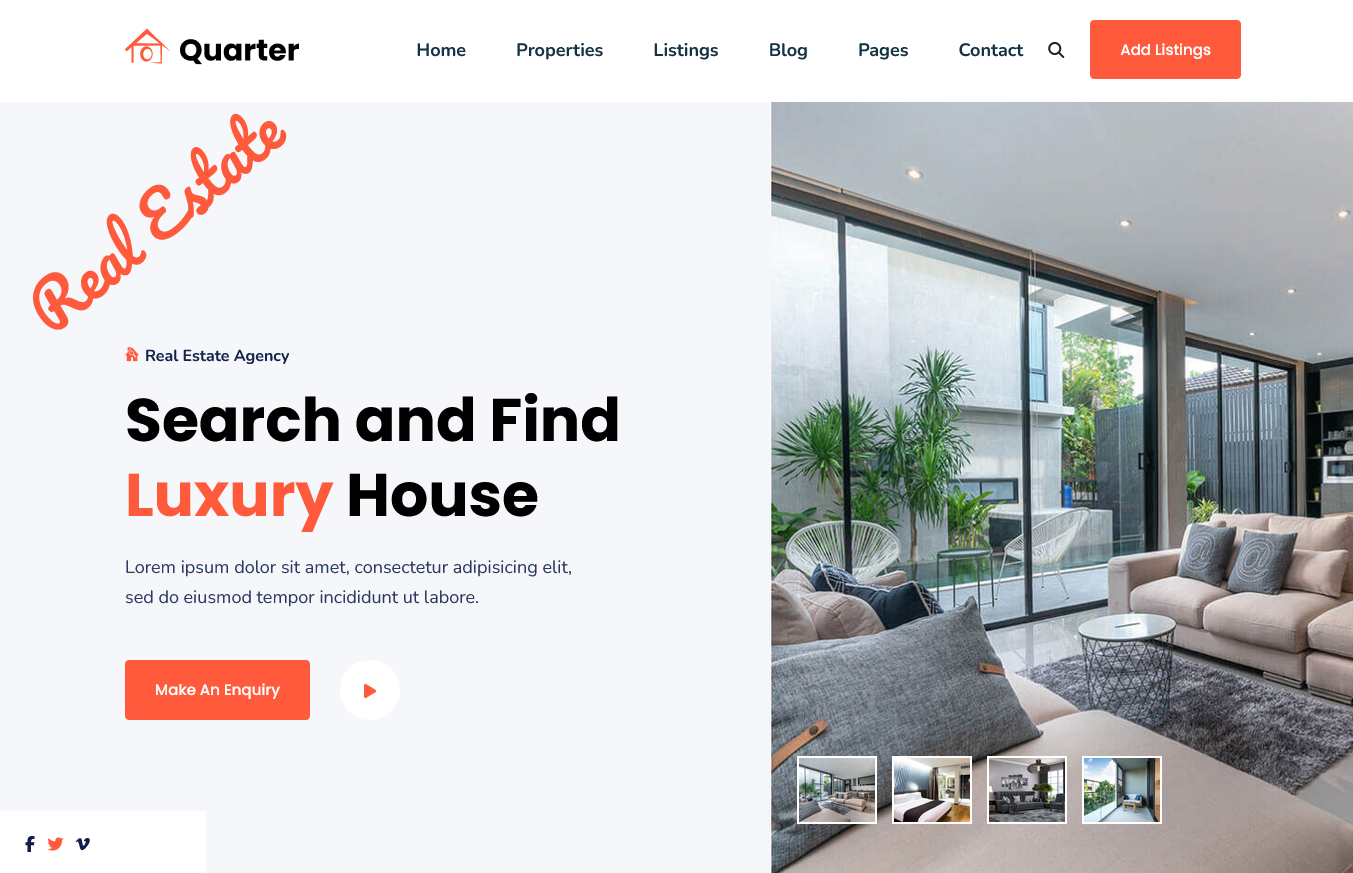 Quarter
Home Properties Listings Blog Pages Contact Add Listings
Real Estate
Real Estate Agency
Search and Find
Luxury House
Lorem ipsum dolor sit amet, consectetur adipisicing elit,
sed do eiusmod tempor incididunt ut labore.
Make An Enquiry